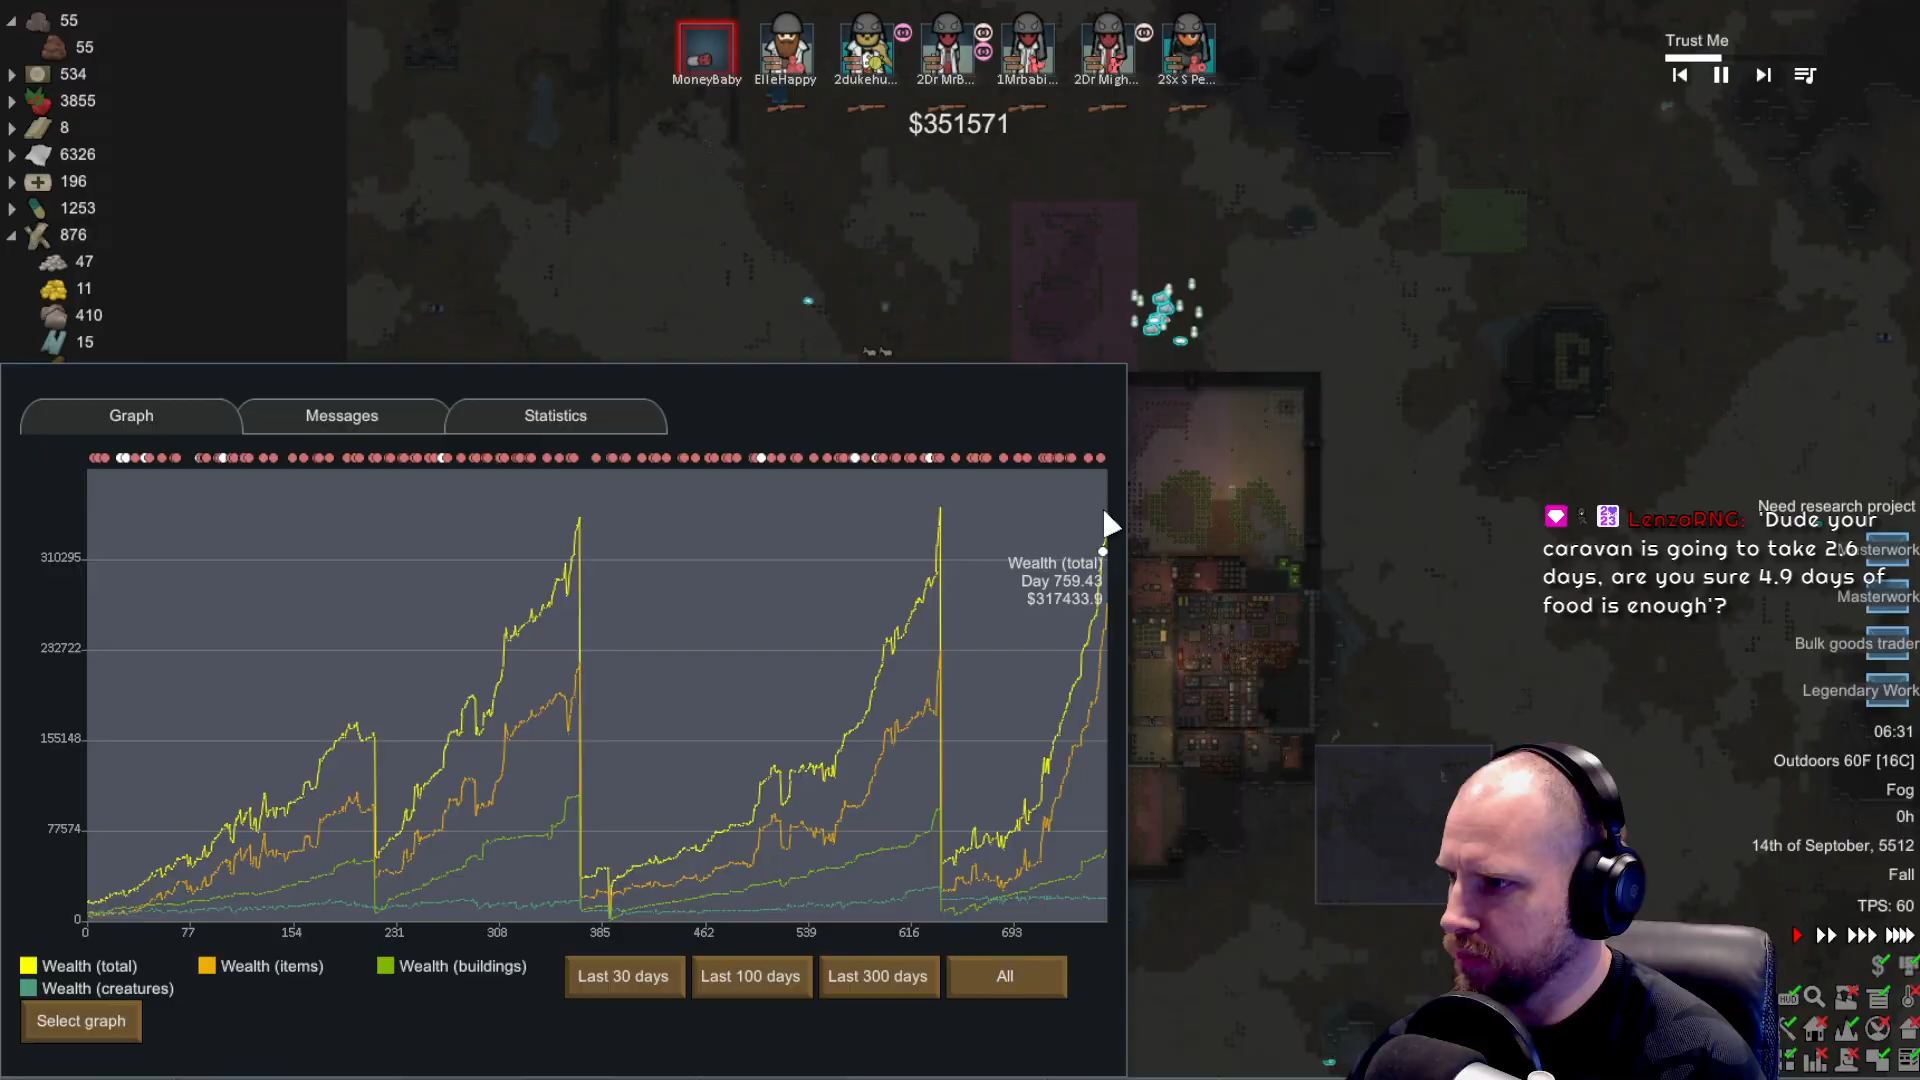 55
55
534
3855
8
6326
196
1253
876
47
11
410
15
MoneyBaby
ElleHappy
2dukehu...
2Dr MrB...
1Mrbabi...
2Dr Migh...
2Sx S Pe...
$351571
Trust Me
Graph
Messages
Statistics
310295
232722
155148
77574
0
Wealth (total)
Day 759.43
$317433.9
0
77
154
231
308
385
462
539
616
693
Wealth (total)
Wealth (items)
Wealth (buildings)
Wealth (creatures)
Last 30 days
Last 100 days
Last 300 days
All
Select graph
Need research project
LenzaRNG: 'Dude your
caravan is going to take 2.6
days, are you sure 4.9 days of
food is enough'?
Masterwork
Masterwork
Bulk goods trader
Legendary Work
06:31
Outdoors 60F [16C]
Fog
0h
14th of Septober, 5512
Fall
TPS: 60
HUD